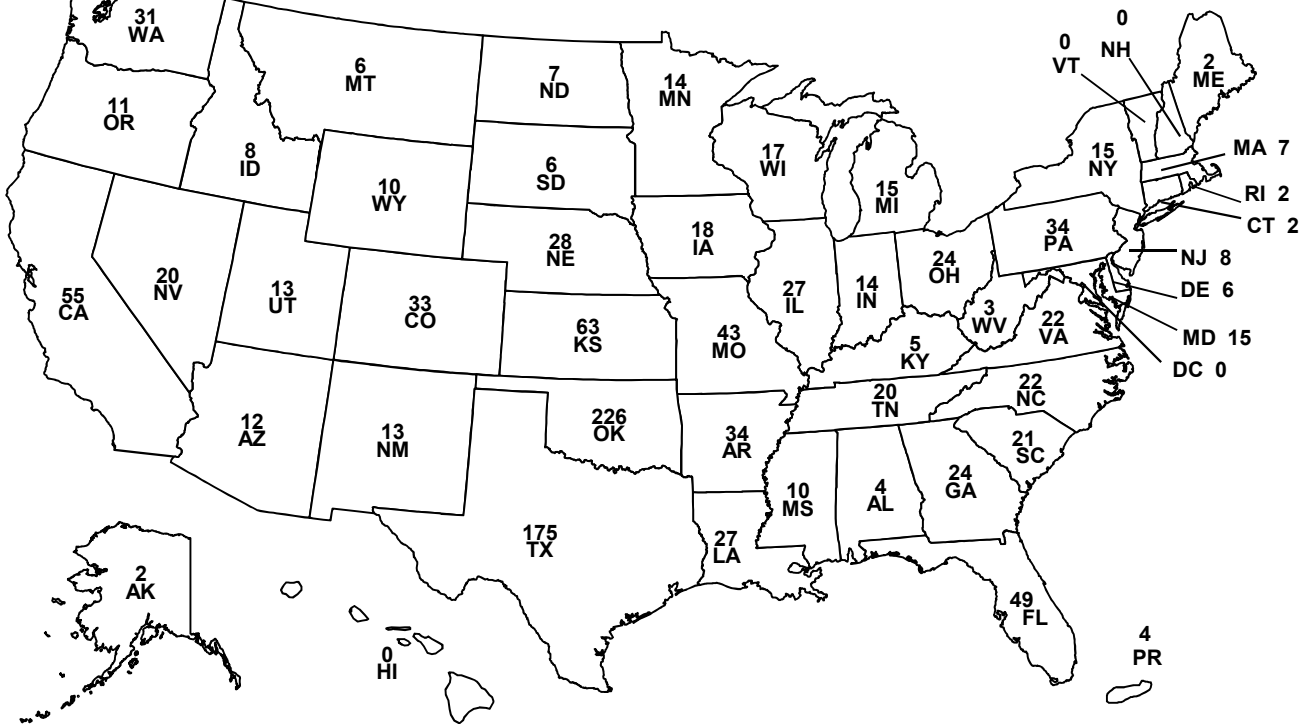 31
WA
6
MT
7
ND
14
MN
0
VT
0
NH
2
ME
11
OR
8
ID
10
WY
6
SD
17
WI
15
MI
15
NY
MA 7
RI 2
CT 2
NJ 8
DE 6
MD 15
DC 0
55
CA
20
NV
13
UT
33
CO
28
NE
18
IA
27
IL
14
IN
24
OH
34
PA
3
WV
22
VA
63
KS
43
MO
5
KY
12
AZ
13
NM
226
OK
34
AR
20
TN
22
NC
21
SC
175
TX
27
LA
10
MS
4
AL
24
GA
49
FL
2
AK
0
HI
4
PR